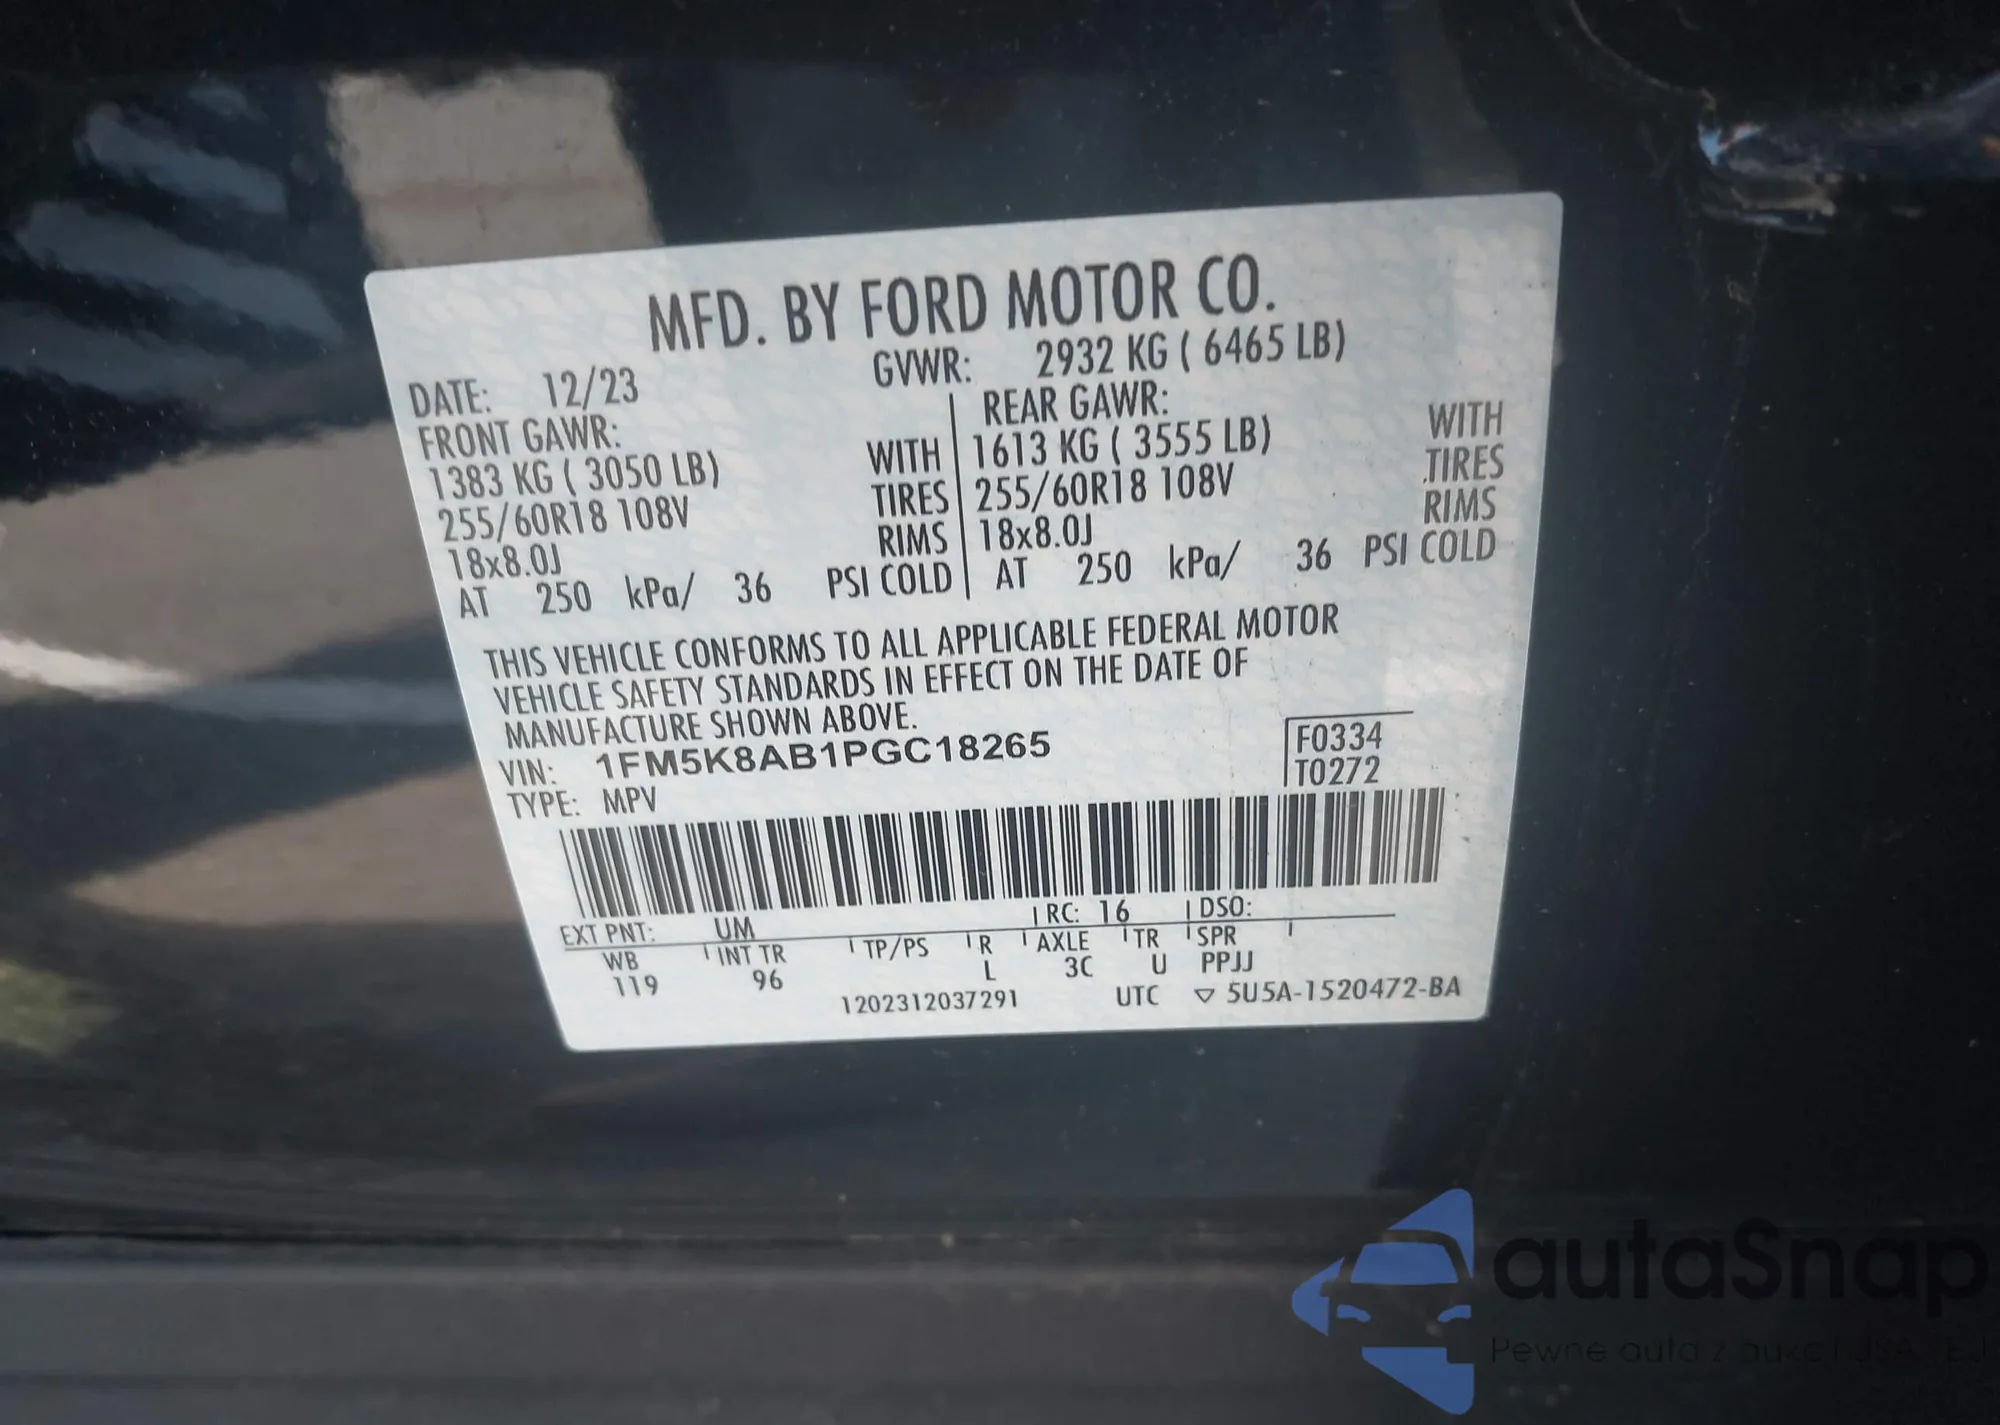 MFD. BY FORD MOTOR CO.
DATE: 12/23 GVWR: 2932 KG ( 6465 LB)
FRONT GAWR: REAR GAWR:
1383 KG ( 3050 LB) WITH 1613 KG ( 3555 LB) WITH
255/60R18 108V TIRES 255/60R18 108V TIRES
18x8.0J RIMS 18x8.0J RIMS
AT 250 kPa/ 36 PSI COLD AT 250 kPa/ 36 PSI COLD
THIS VEHICLE CONFORMS TO ALL APPLICABLE FEDERAL MOTOR
VEHICLE SAFETY STANDARDS IN EFFECT ON THE DATE OF
MANUFACTURE SHOWN ABOVE.
VIN: 1FM5K8AB1PGC18265 F0334
TYPE: MPV T0272
EXT PNT: UM RC: 16 DSO:
WB INT TR TP/PS R AXLE TR SPR
119 96 L 3C U PPJJ
1202312037291 UTC ▽ 5U5A-1520472-BA
autaSnap
Pewne auta z aukcji USA